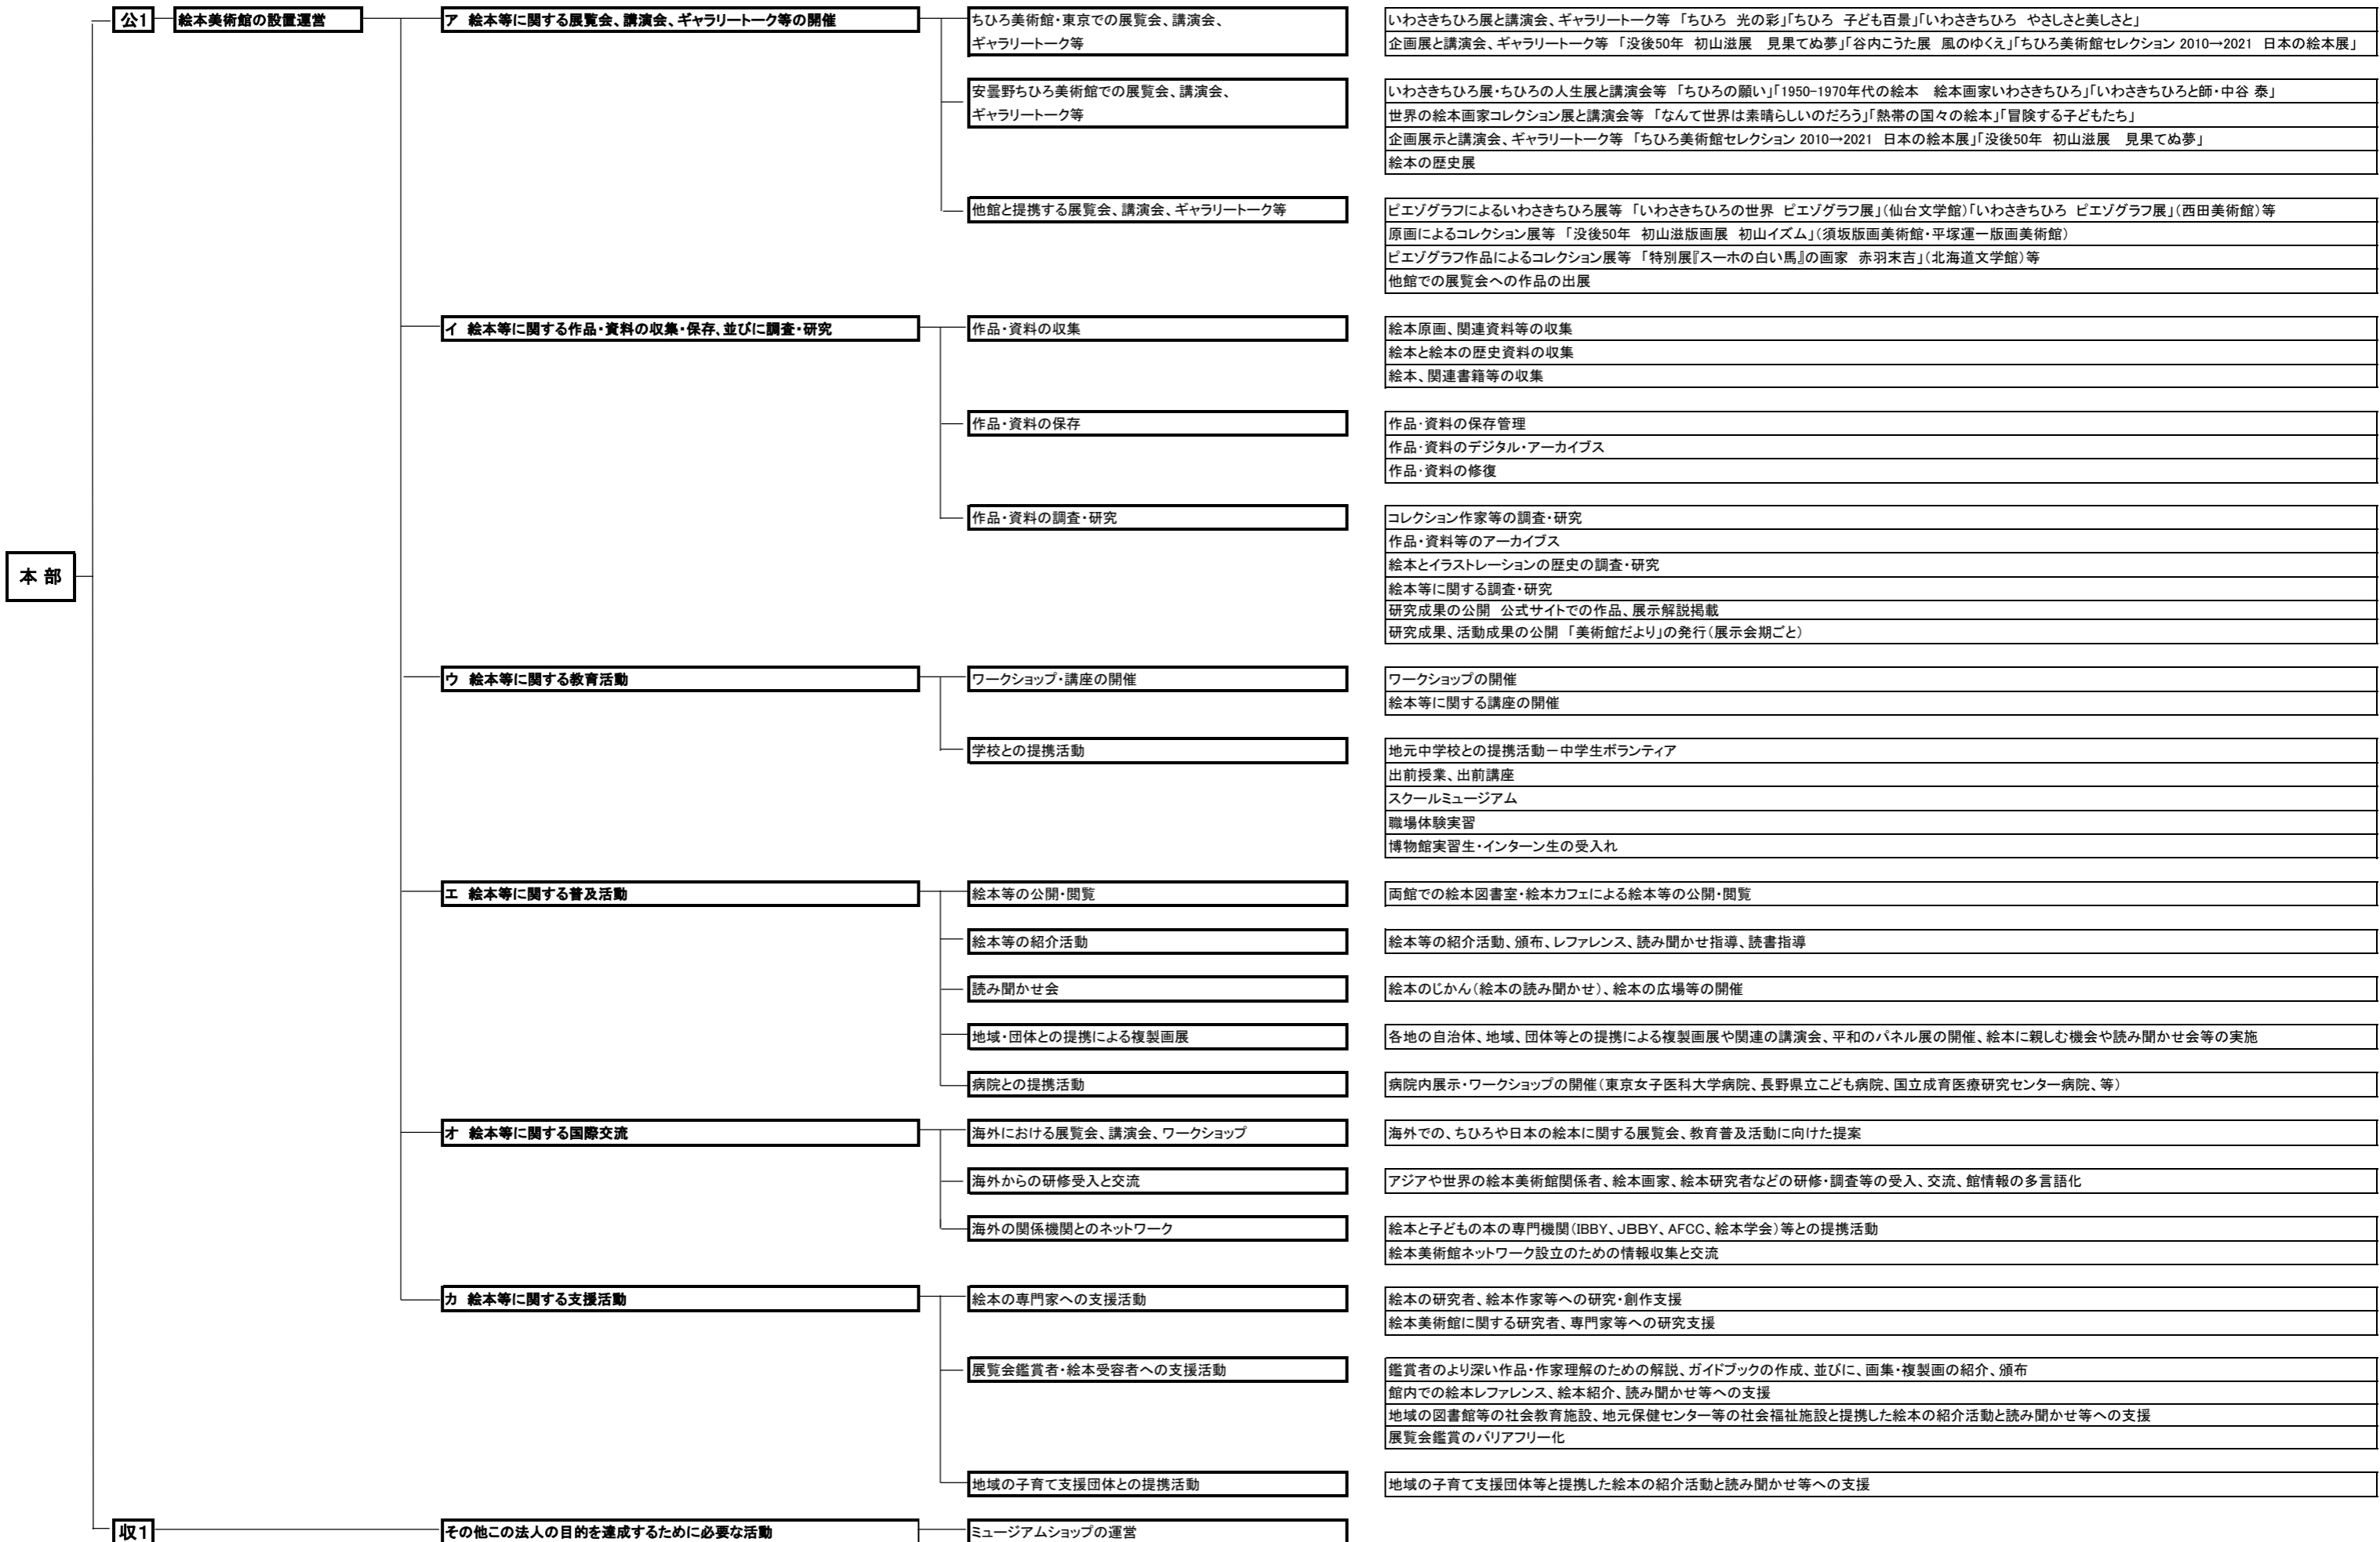 公1
絵本美術館の設置運営
ア 絵本等に関する展覧会、講演会、ギャラリートーク等の開催
ちひろ美術館・東京での展覧会、講演会、
ギャラリートーク等
いわさきちひろ展と講演会、ギャラリートーク等 「ちひろ 光の彩」「ちひろ 子ども百景」「いわさきちひろ やさしさと美しさと」
企画展と講演会、ギャラリートーク等 「没後50年 初山滋展 見果てぬ夢」「谷内こうた展 風のゆくえ」「ちひろ美術館セレクション 2010→2021 日本の絵本展」
安曇野ちひろ美術館での展覧会、講演会、
ギャラリートーク等
いわさきちひろ展・ちひろの人生展と講演会等 「ちひろの願い」「1950-1970年代の絵本 絵本画家いわさきちひろ」「いわさきちひろと師・中谷 泰」
世界の絵本画家コレクション展と講演会等 「なんて世界は素晴らしいのだろう」「熱帯の国々の絵本」「冒険する子どもたち」
企画展示と講演会、ギャラリートーク等 「ちひろ美術館セレクション 2010→2021 日本の絵本展」「没後50年 初山滋展 見果てぬ夢」
絵本の歴史展
他館と提携する展覧会、講演会、ギャラリートーク等
ピエゾグラフによるいわさきちひろ展等 「いわさきちひろの世界 ピエゾグラフ展」(仙台文学館)「いわさきちひろ ピエゾグラフ展」(西田美術館)等
原画によるコレクション展等 「没後50年 初山滋版画展 初山イズム」(須坂版画美術館・平塚運一版画美術館)
ピエゾグラフ作品によるコレクション展等 「特別展『スーホの白い馬』の画家 赤羽末吉」(北海道文学館)等
他館での展覧会への作品の出展
イ 絵本等に関する作品・資料の収集・保存、並びに調査・研究
作品・資料の収集
絵本原画、関連資料等の収集
絵本と絵本の歴史資料の収集
絵本、関連書籍等の収集
作品・資料の保存
作品・資料の保存管理
作品・資料のデジタル・アーカイブス
作品・資料の修復
作品・資料の調査・研究
コレクション作家等の調査・研究
作品・資料等のアーカイブス
絵本とイラストレーションの歴史の調査・研究
絵本等に関する調査・研究
研究成果の公開 公式サイトでの作品、展示解説掲載
研究成果、活動成果の公開 「美術館だより」の発行(展示会期ごと)
本 部
ウ 絵本等に関する教育活動
ワークショップ・講座の開催
ワークショップの開催
絵本等に関する講座の開催
学校との提携活動
地元中学校との提携活動－中学生ボランティア
出前授業、出前講座
スクールミュージアム
職場体験実習
博物館実習生・インターン生の受入れ
エ 絵本等に関する普及活動
絵本等の公開・閲覧
両館での絵本図書室・絵本カフェによる絵本等の公開・閲覧
絵本等の紹介活動
絵本等の紹介活動、頒布、レファレンス、読み聞かせ指導、読書指導
読み聞かせ会
絵本のじかん(絵本の読み聞かせ)、絵本の広場等の開催
地域・団体との提携による複製画展
各地の自治体、地域、団体等との提携による複製画展や関連の講演会、平和のパネル展の開催、絵本に親しむ機会や読み聞かせ会等の実施
病院との提携活動
病院内展示・ワークショップの開催(東京女子医科大学病院、長野県立こども病院、国立成育医療研究センター病院、等)
オ 絵本等に関する国際交流
海外における展覧会、講演会、ワークショップ
海外での、ちひろや日本の絵本に関する展覧会、教育普及活動に向けた提案
海外からの研修受入と交流
アジアや世界の絵本美術館関係者、絵本画家、絵本研究者などの研修・調査等の受入、交流、館情報の多言語化
海外の関係機関とのネットワーク
絵本と子どもの本の専門機関(IBBY、JBBY、AFCC、絵本学会)等との提携活動
絵本美術館ネットワーク設立のための情報収集と交流
カ 絵本等に関する支援活動
絵本の専門家への支援活動
絵本の研究者、絵本作家等への研究・創作支援
絵本美術館に関する研究者、専門家等への研究支援
展覧会鑑賞者・絵本受容者への支援活動
鑑賞者のより深い作品・作家理解のための解説、ガイドブックの作成、並びに、画集・複製画の紹介、頒布
館内での絵本レファレンス、絵本紹介、読み聞かせ等への支援
地域の図書館等の社会教育施設、地元保健センター等の社会福祉施設と提携した絵本の紹介活動と読み聞かせ等への支援
展覧会鑑賞のバリアフリー化
地域の子育て支援団体との提携活動
地域の子育て支援団体等と提携した絵本の紹介活動と読み聞かせ等への支援
収1
その他この法人の目的を達成するために必要な活動
ミュージアムショップの運営